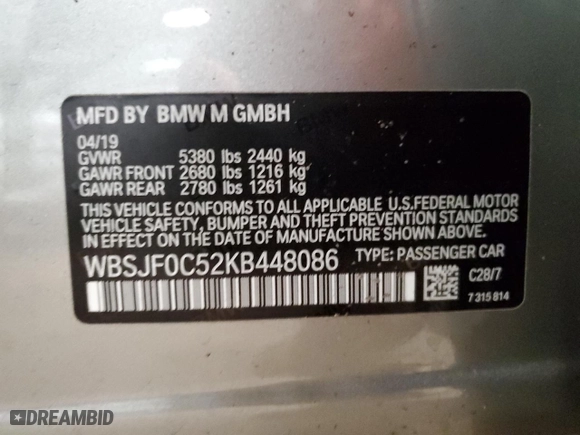 MFD BY BMW M GMBH
04/19
GVWR 5380 lbs 2440 kg
GAWR FRONT 2680 lbs 1216 kg
GAWR REAR 2780 lbs 1261 kg
THIS VEHICLE CONFORMS TO ALL APPLICABLE U.S.FEDERAL MOTOR
VEHICLE SAFETY, BUMPER AND THEFT PREVENTION STANDARDS
IN EFFECT ON THE DATE OF MANUFACTURE SHOWN ABOVE.
WBSJF0C52KB448086 TYPE: PASSENGER CAR
C28/7
7 315 814
DREAMBID